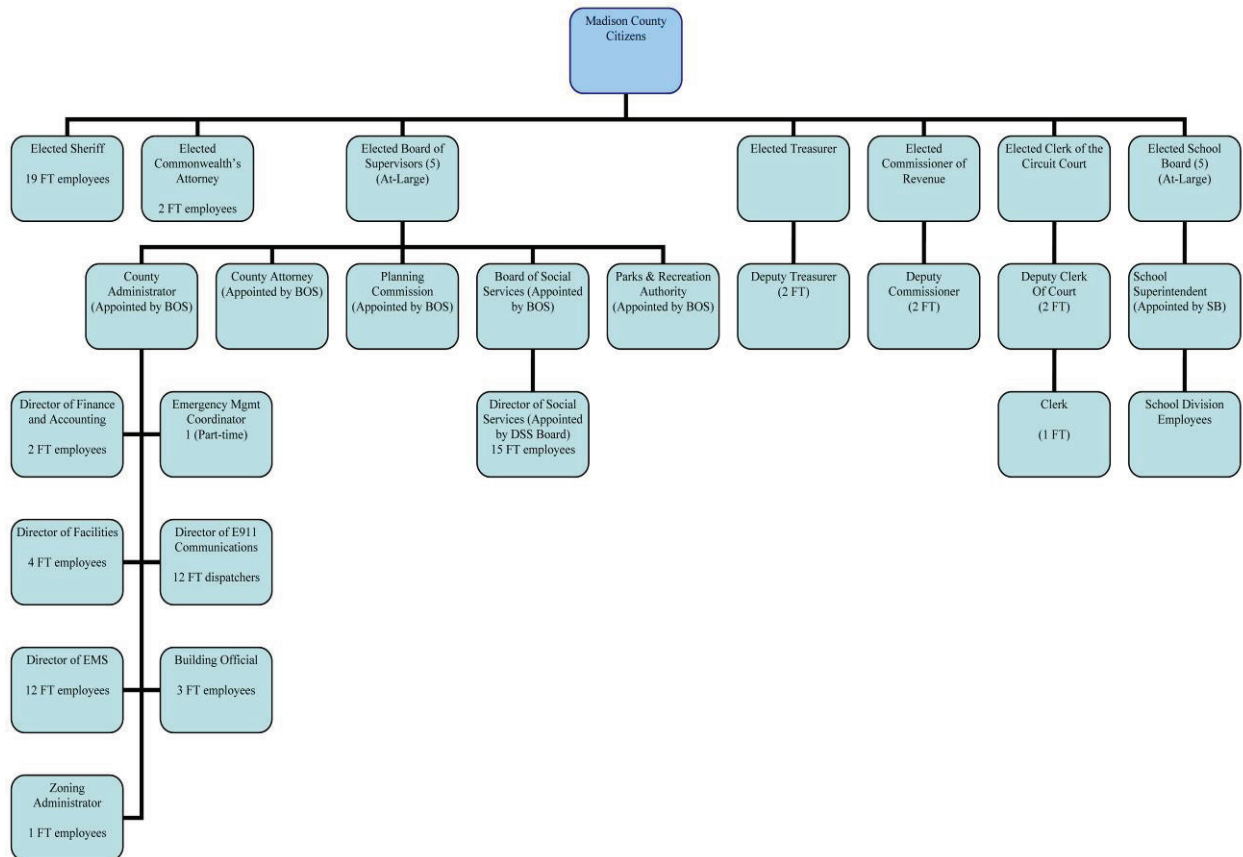 Madison County
Citizens
Elected Sheriff
19 FT employees
Elected
Commonwealth's
Attorney
2 FT employees
Elected Board of
Supervisors (5)
(At-Large)
Elected Treasurer
Elected
Commissioner of
Revenue
Elected Clerk of the
Circuit Court
Elected School
Board (5)
(At-Large)
County
Administrator
(Appointed by BOS)
County Attorney
(Appointed by BOS)
Planning
Commission
(Appointed by BOS)
Board of Social
Services (Appointed
by BOS)
Parks & Recreation
Authority
(Appointed by BOS)
Deputy Treasurer
(2 FT)
Deputy
Commissioner
(2 FT)
Deputy Clerk
Of Court
(2 FT)
School
Superintendent
(Appointed by SB)
Director of Finance
and Accounting
2 FT employees
Emergency Mgmt
Coordinator
1 (Part-time)
Director of Social
Services (Appointed
by DSS Board)
15 FT employees
Clerk
(1 FT)
School Division
Employees
Director of Facilities
4 FT employees
Director of E911
Communications
12 FT dispatchers
Director of EMS
12 FT employees
Building Official
3 FT employees
Zoning
Administrator
1 FT employees